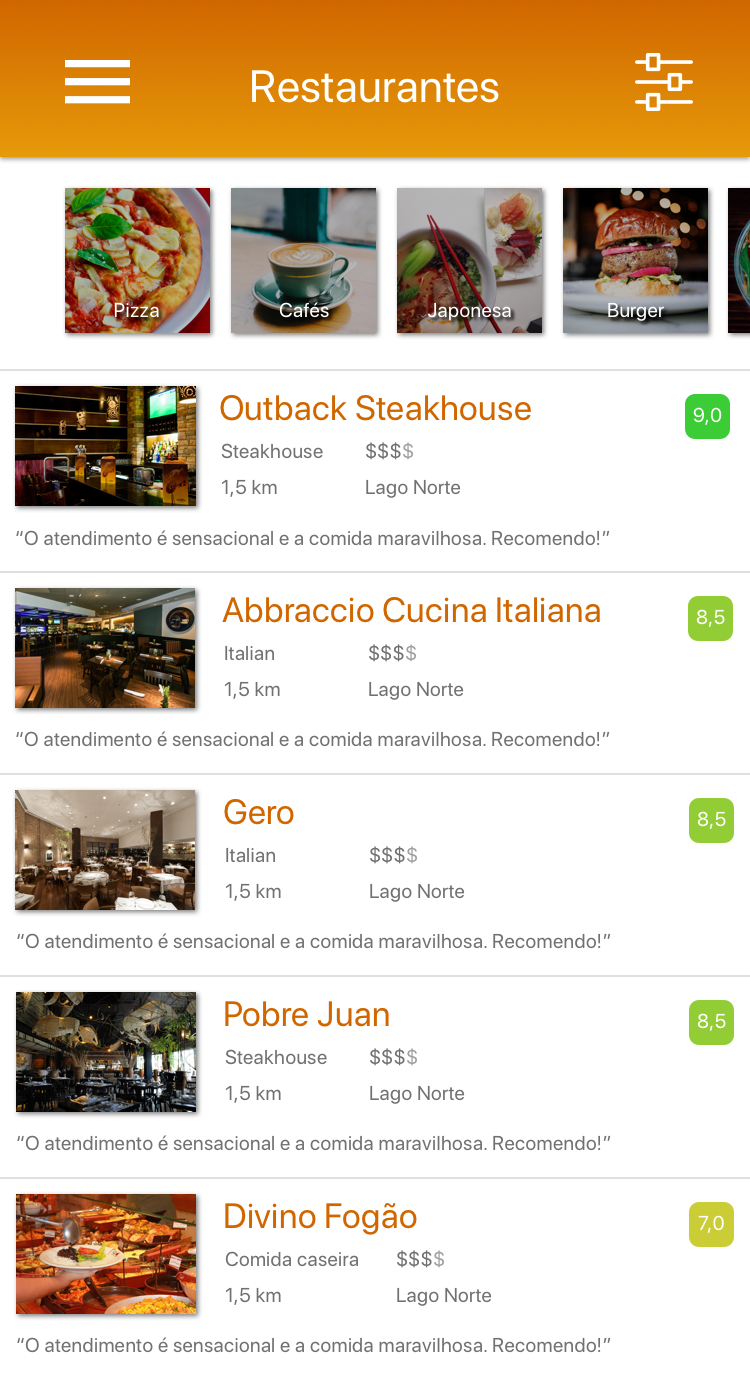 Restaurantes
Pizza
Cafés
Japonesa
Burger
Outback Steakhouse
9,0
Steakhouse $$$$
1,5 km Lago Norte
“O atendimento é sensacional e a comida maravilhosa. Recomendo!”
Abbraccio Cucina Italiana
8,5
Italian $$$$
1,5 km Lago Norte
“O atendimento é sensacional e a comida maravilhosa. Recomendo!”
Gero
8,5
Italian $$$$
1,5 km Lago Norte
“O atendimento é sensacional e a comida maravilhosa. Recomendo!”
Pobre Juan
8,5
Steakhouse $$$$
1,5 km Lago Norte
“O atendimento é sensacional e a comida maravilhosa. Recomendo!”
Divino Fogão
7,0
Comida caseira $$$$
1,5 km Lago Norte
“O atendimento é sensacional e a comida maravilhosa. Recomendo!”